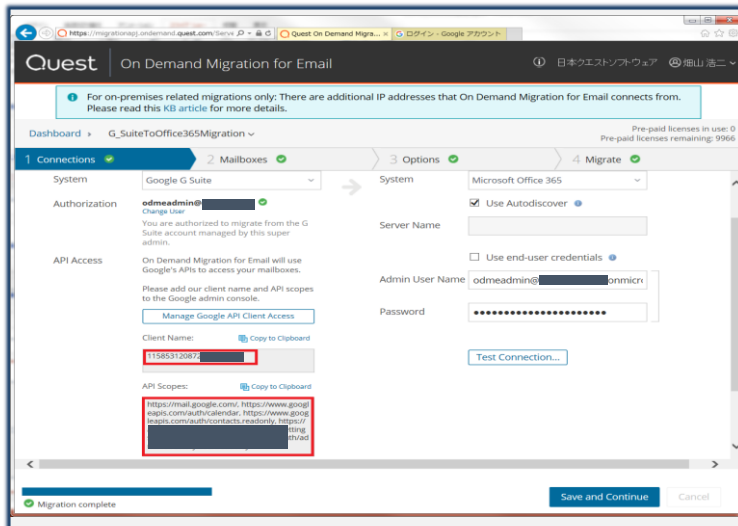 https://migrationapj.ondemand.quest.com/Serve
Quest On Demand Migra... ×
G ログイン - Google アカウント
Quest On Demand Migration for Email
日本クエストソフトウェア
畑山 浩二
For on-premises related migrations only: There are additional IP addresses that On Demand Migration for Email connects from.
Please read this KB article for more details.
Dashboard › G_SuiteToOffice365Migration
Pre-paid licenses in use: 0
Pre-paid licenses remaining: 9966
1 Connections
2 Mailboxes
3 Options
4 Migrate
System
Google G Suite
Authorization
odmeadmin@
Change User
You are authorized to migrate from the G
Suite account managed by this super
admin.
API Access
On Demand Migration for Email will use
Google's APIs to access your mailboxes.
Please add our client name and API scopes
to the Google admin console.
Manage Google API Client Access
Client Name:
Copy to Clipboard
115853120872
API Scopes:
Copy to Clipboard
https://mail.google.com/, https://www.googl
eapis.com/auth/calendar, https://www.goog
leapis.com/auth/contacts.readonly, https://
tting
th/ad
System
Microsoft Office 365
Use Autodiscover
Server Name
Use end-user credentials
Admin User Name
odmeadmin@
onmicr
Password
Test Connection...
Migration complete
Save and Continue
Cancel